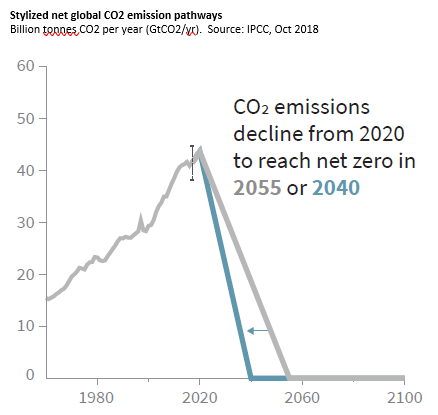 Stylized net global CO2 emission pathways
Billion tonnes CO2 per year (GtCO2/yr).  Source: IPCC, Oct 2018
60
50
40
30
20
10
0
CO2 emissions
decline from 2020
to reach net zero in
2055 or 2040
1980
2020
2060
2100